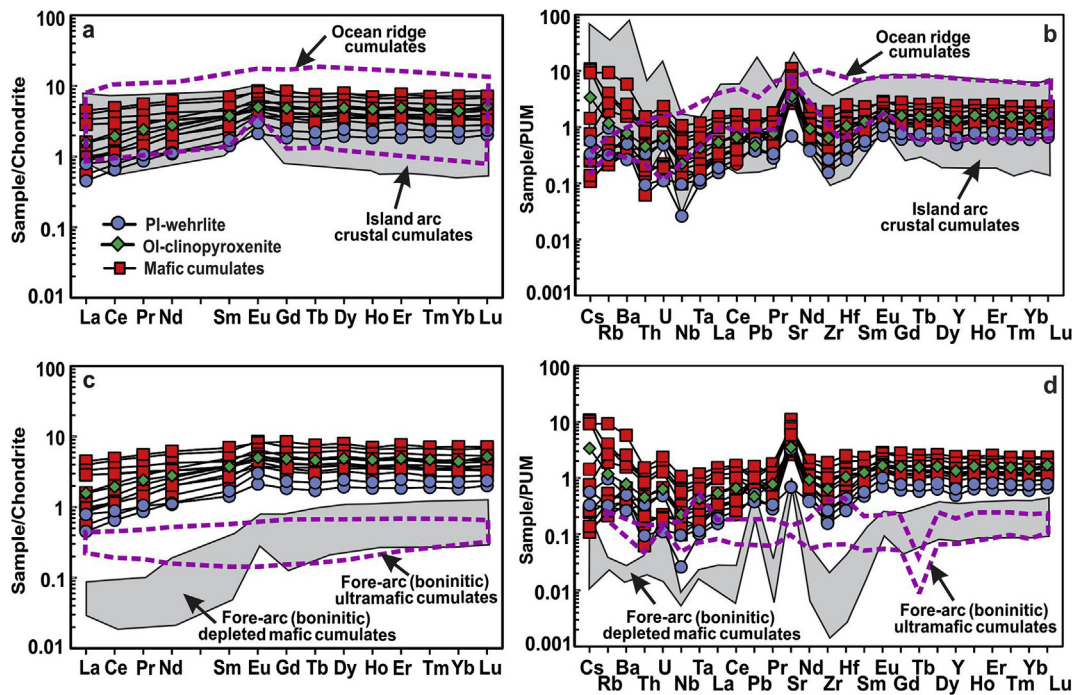 a
Ocean ridge
cumulates
Island arc
crustal cumulates
Pl-wehrlite
Ol-clinopyroxenite
Mafic cumulates
Sample/Chondrite
100
10
1
0.1
0.01
La Ce Pr Nd Sm Eu Gd Tb Dy Ho Er Tm Yb Lu
b
Ocean ridge
cumulates
Island arc
crustal cumulates
Sample/PUM
100
10
1
0.1
0.01
0.001
Cs Ba U Ta Ce Pr Nd Hf Eu Tb Y Er Yb
Rb Th Nb La Pb Sr Zr Sm Gd Dy Ho Tm Lu
c
Fore-arc (boninitic)
ultramafic cumulates
Fore-arc (boninitic)
depleted mafic cumulates
Sample/Chondrite
100
10
1
0.1
0.01
La Ce Pr Nd Sm Eu Gd Tb Dy Ho Er Tm Yb Lu
d
Fore-arc (boninitic)
depleted mafic cumulates
Fore-arc (boninitic)
ultramafic cumulates
Sample/PUM
100
10
1
0.1
0.01
0.001
Cs Ba U Ta Ce Pr Nd Hf Eu Tb Y Er Yb
Rb Th Nb La Pb Sr Zr Sm Gd Dy Ho Tm Lu